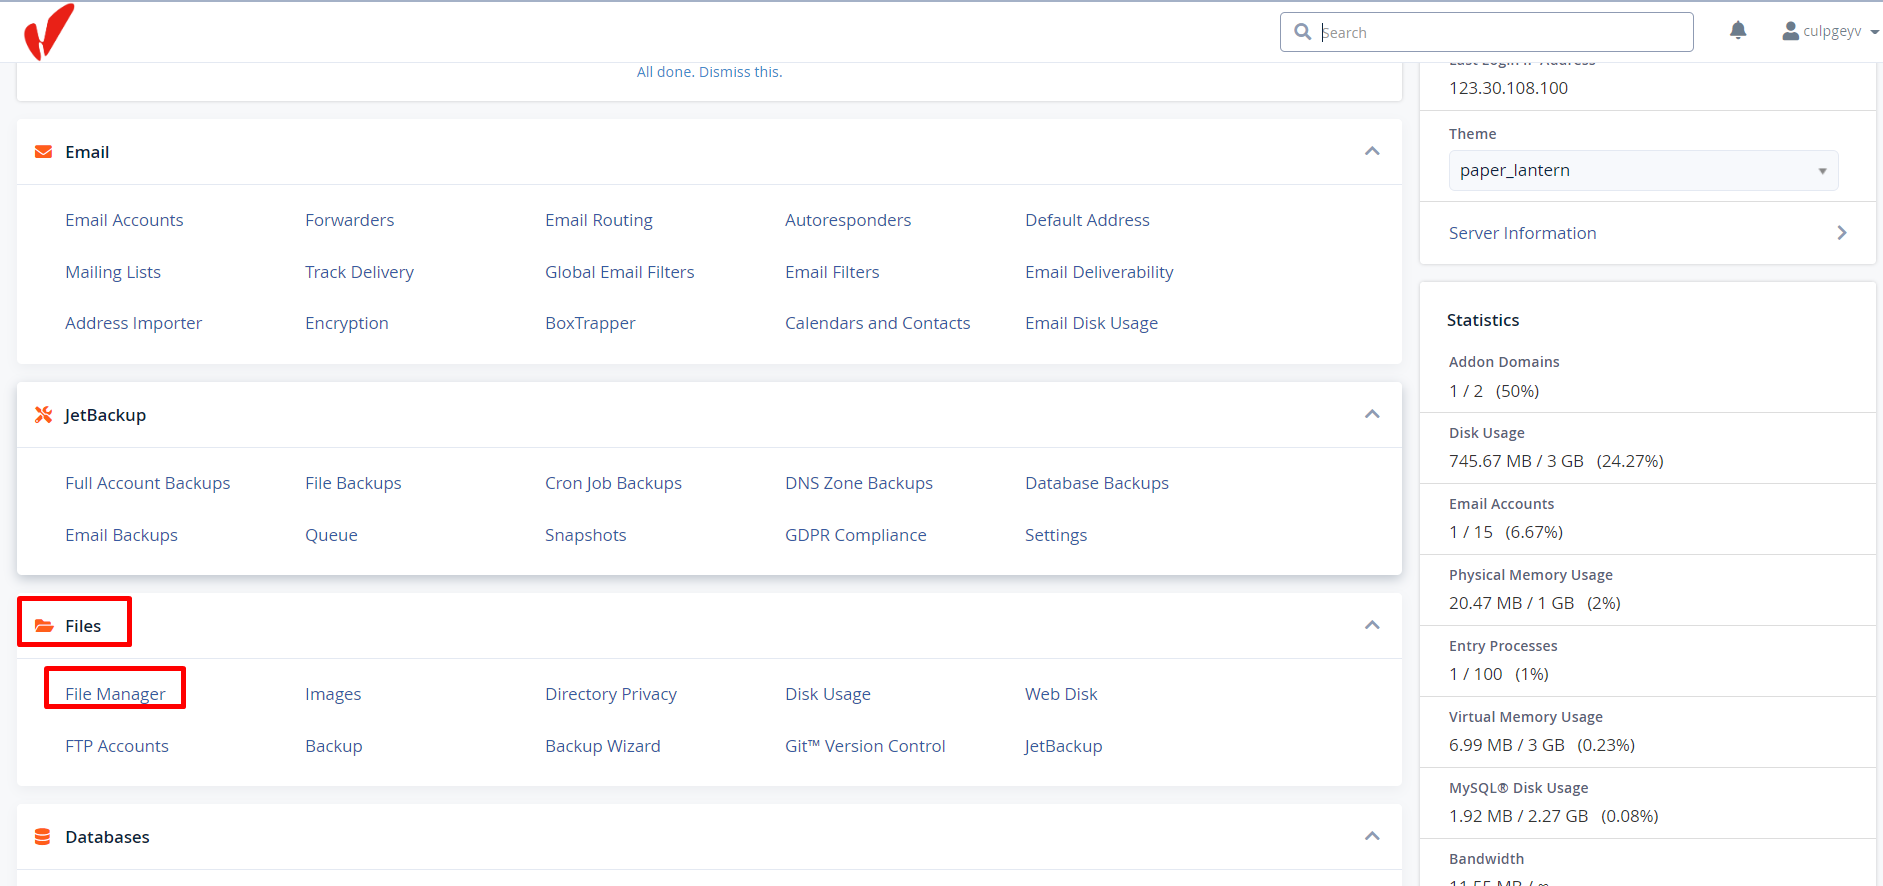 Search
culpgeyv
All done. Dismiss this.
Email
Email Accounts
Forwarders
Email Routing
Autoresponders
Default Address
Mailing Lists
Track Delivery
Global Email Filters
Email Filters
Email Deliverability
Address Importer
Encryption
BoxTrapper
Calendars and Contacts
Email Disk Usage
JetBackup
Full Account Backups
File Backups
Cron Job Backups
DNS Zone Backups
Database Backups
Email Backups
Queue
Snapshots
GDPR Compliance
Settings
Files
File Manager
Images
Directory Privacy
Disk Usage
Web Disk
FTP Accounts
Backup
Backup Wizard
Git™ Version Control
JetBackup
Databases
Last Login IP Address
123.30.108.100
Theme
paper_lantern
Server Information
Statistics
Addon Domains
1 / 2 (50%)
Disk Usage
745.67 MB / 3 GB (24.27%)
Email Accounts
1 / 15 (6.67%)
Physical Memory Usage
20.47 MB / 1 GB (2%)
Entry Processes
1 / 100 (1%)
Virtual Memory Usage
6.99 MB / 3 GB (0.23%)
MySQL® Disk Usage
1.92 MB / 2.27 GB (0.08%)
Bandwidth
11.55 MB / ∞